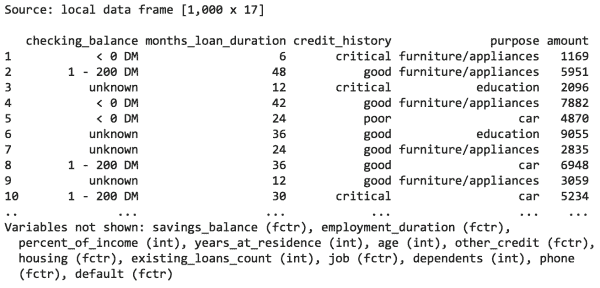 Source: local data frame [1,000 x 17]
checking_balance months_loan_duration credit_history purpose amount
1 < 0 DM 6 critical furniture/appliances 1169
2 1 - 200 DM 48 good furniture/appliances 5951
3 unknown 12 critical education 2096
4 < 0 DM 42 good furniture/appliances 7882
5 < 0 DM 24 poor car 4870
6 unknown 36 good education 9055
7 unknown 24 good furniture/appliances 2835
8 1 - 200 DM 36 good car 6948
9 unknown 12 good furniture/appliances 3059
10 1 - 200 DM 30 critical car 5234
.. ... ... ... ... ...
Variables not shown: savings_balance (fctr), employment_duration (fctr),
percent_of_income (int), years_at_residence (int), age (int), other_credit (fctr),
housing (fctr), existing_loans_count (int), job (fctr), dependents (int), phone
(fctr), default (fctr)